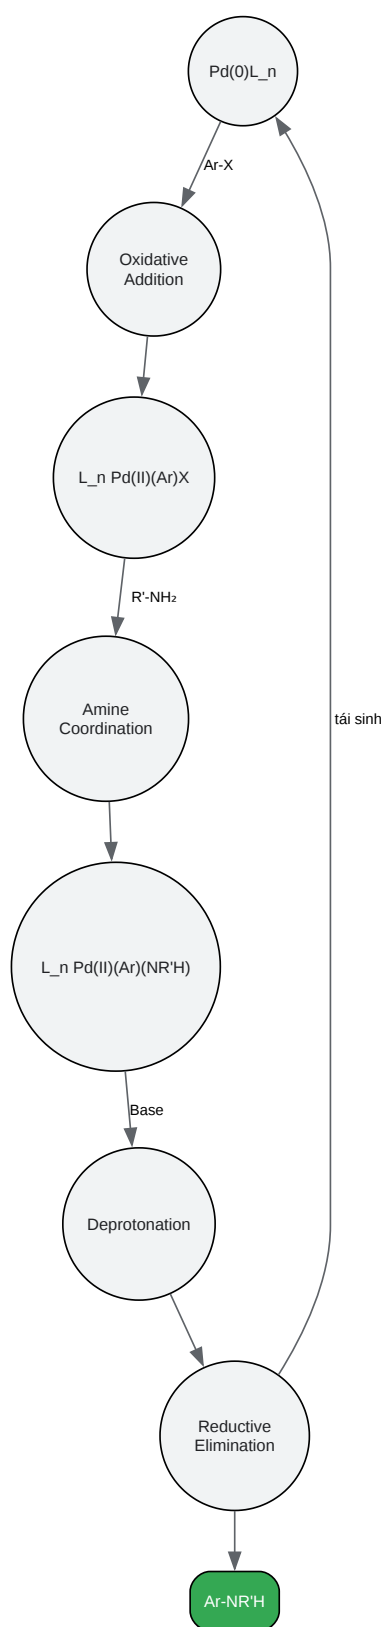 Pd(0)L_n
Ar-X
Oxidative
Addition
L_n Pd(II)(Ar)X
R'-NH₂
Amine
Coordination
tái sinh
L_n Pd(II)(Ar)(NR'H)
Base
Deprotonation
Reductive
Elimination
Ar-NR'H